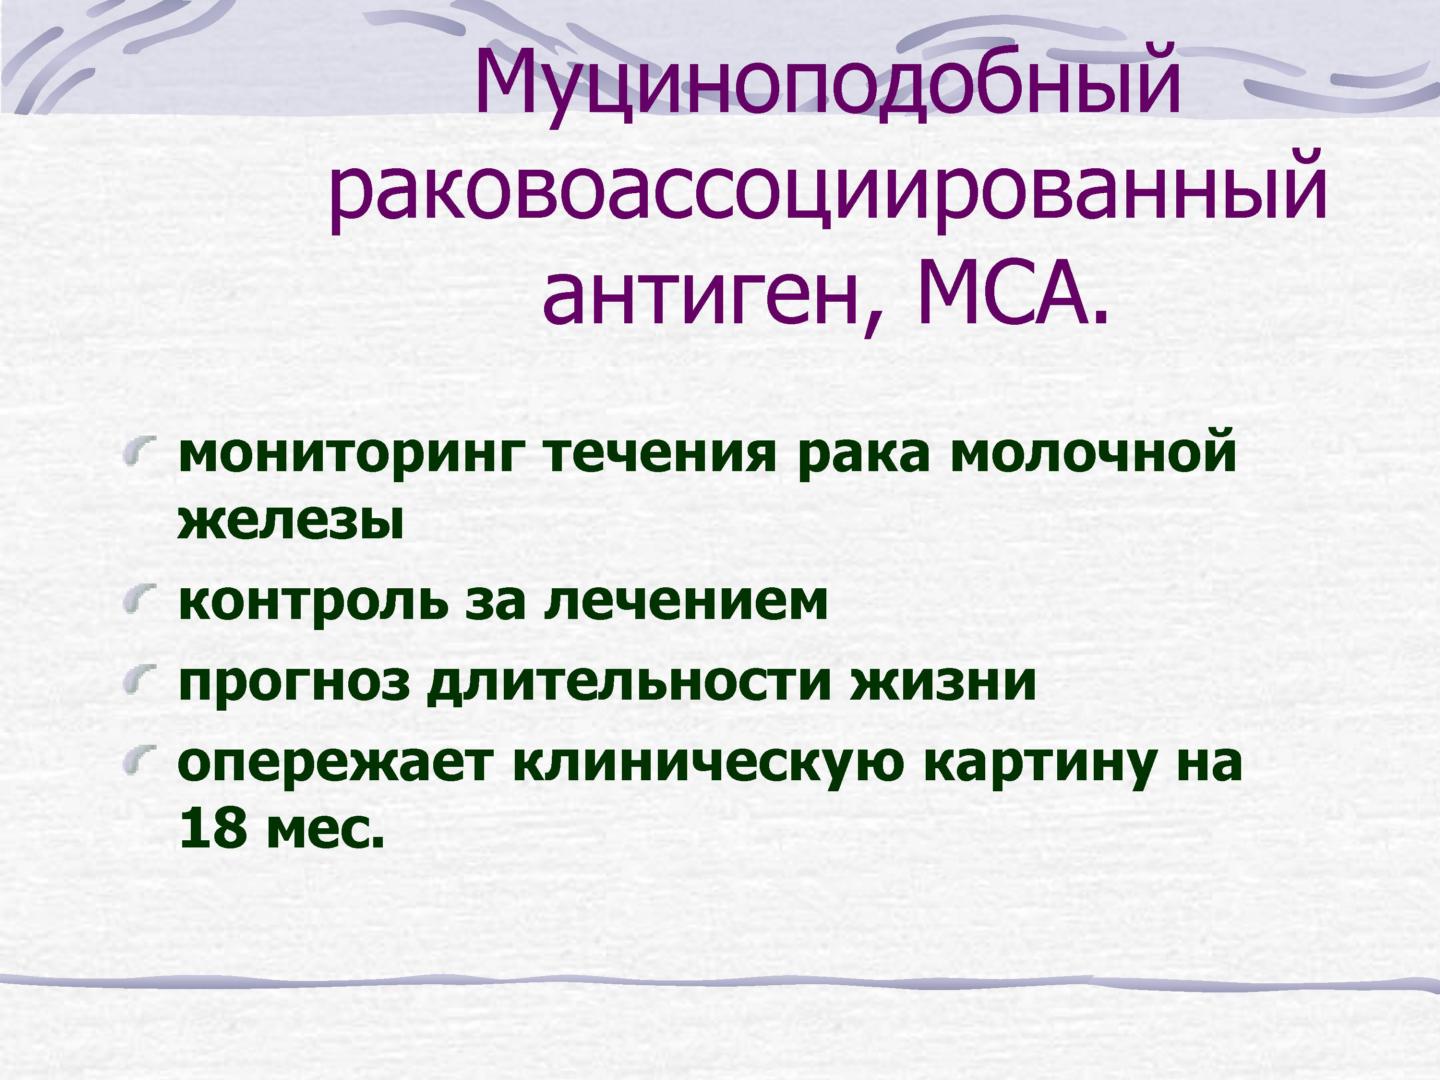 Муциноподобный
раковоассоциированный
антиген, МСА.
мониторинг течения рака молочной
железы
контроль за лечением
прогноз длительности жизни
опережает клиническую картину на
18 мес.